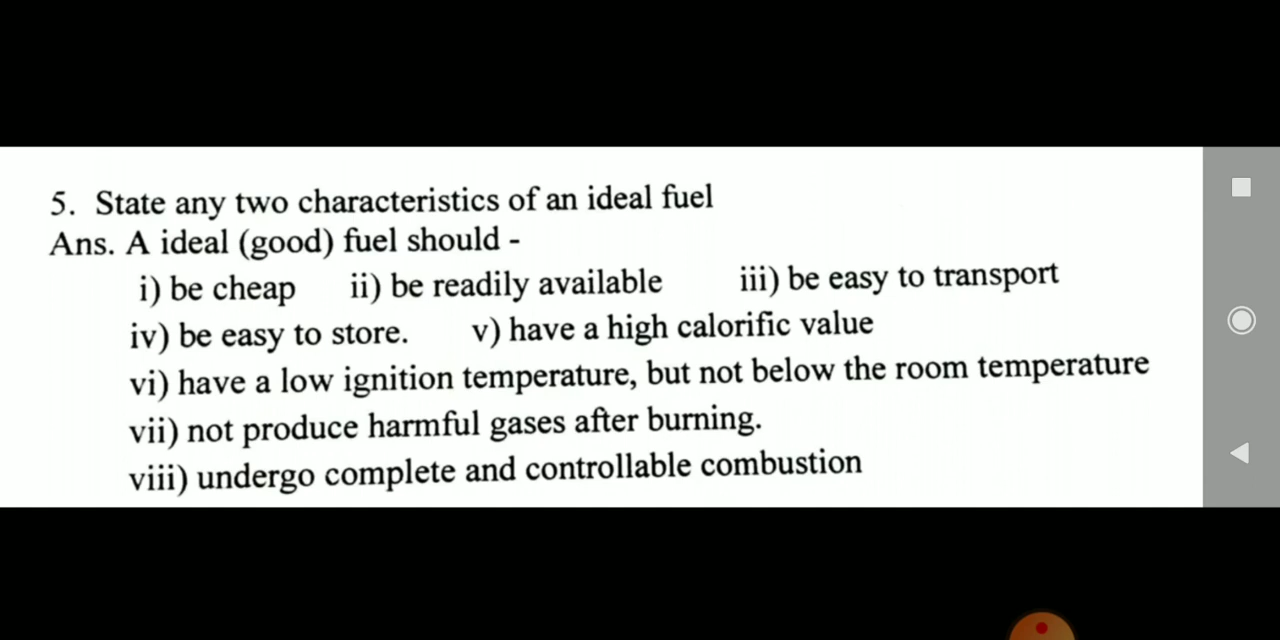 5. State any two characteristics of an ideal fuel
Ans. A ideal (good) fuel should -
i) be cheap ii) be readily available iii) be easy to transport
iv) be easy to store. v) have a high calorific value
vi) have a low ignition temperature, but not below the room temperature
vii) not produce harmful gases after burning.
viii) undergo complete and controllable combustion